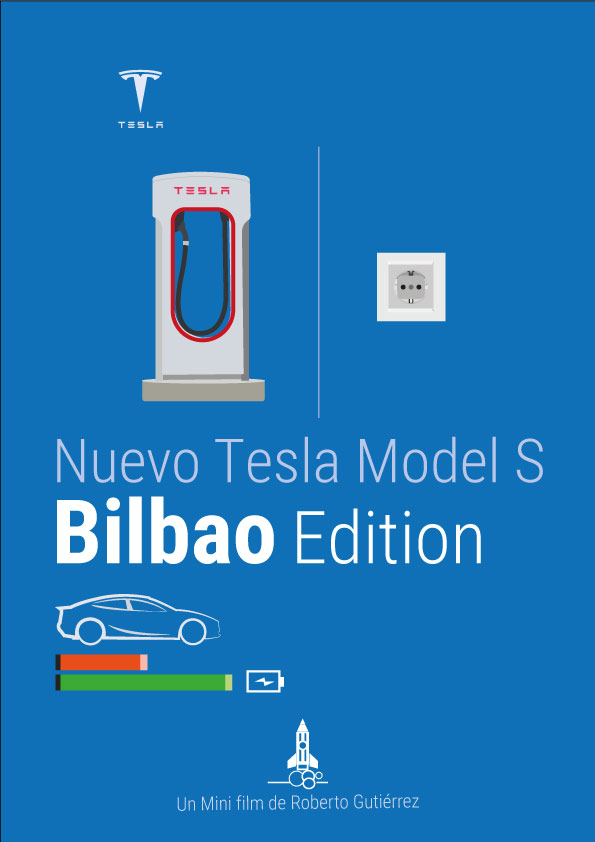 TESLA
TESLA
Nuevo Tesla Model S
Bilbao Edition
Un Mini film de Roberto Gutiérrez